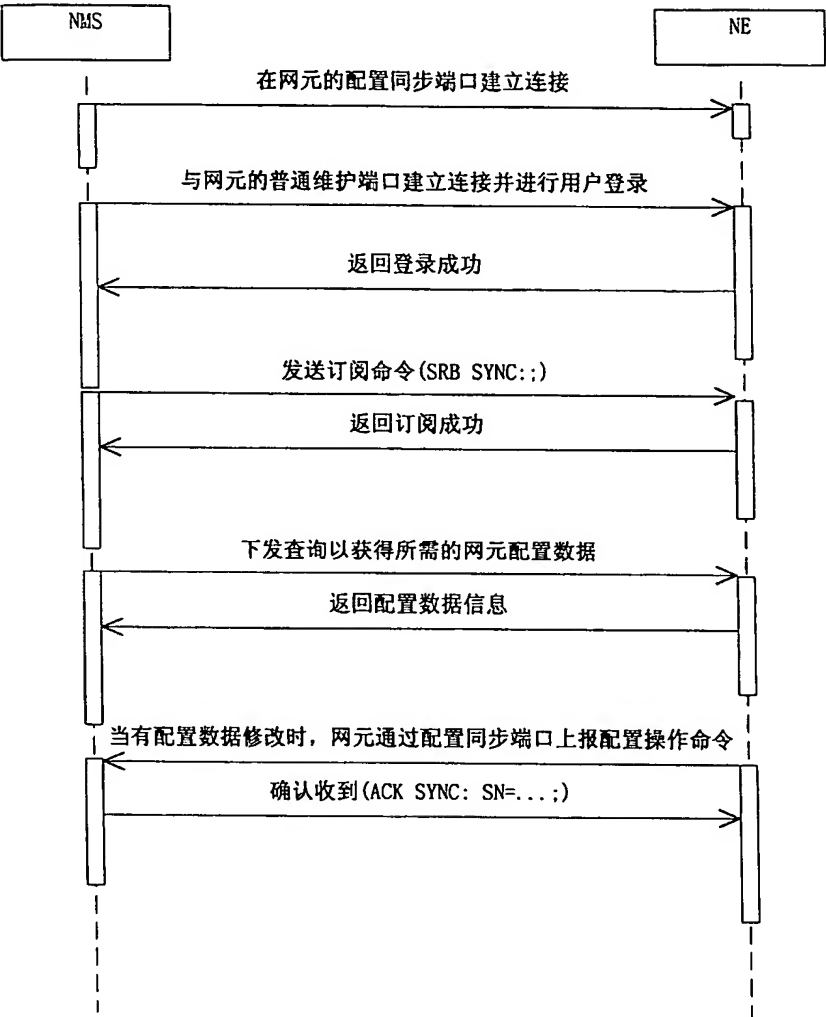 NMS
NE
在网元的配置同步端口建立连接
与网元的普通维护端口建立连接并进行用户登录
返回登录成功
发送订阅命令(SRB SYNC:;)
返回订阅成功
下发查询以获得所需的网元配置数据
返回配置数据信息
当有配置数据修改时，网元通过配置同步端口上报配置操作命令
确认收到(ACK SYNC: SN=...;)